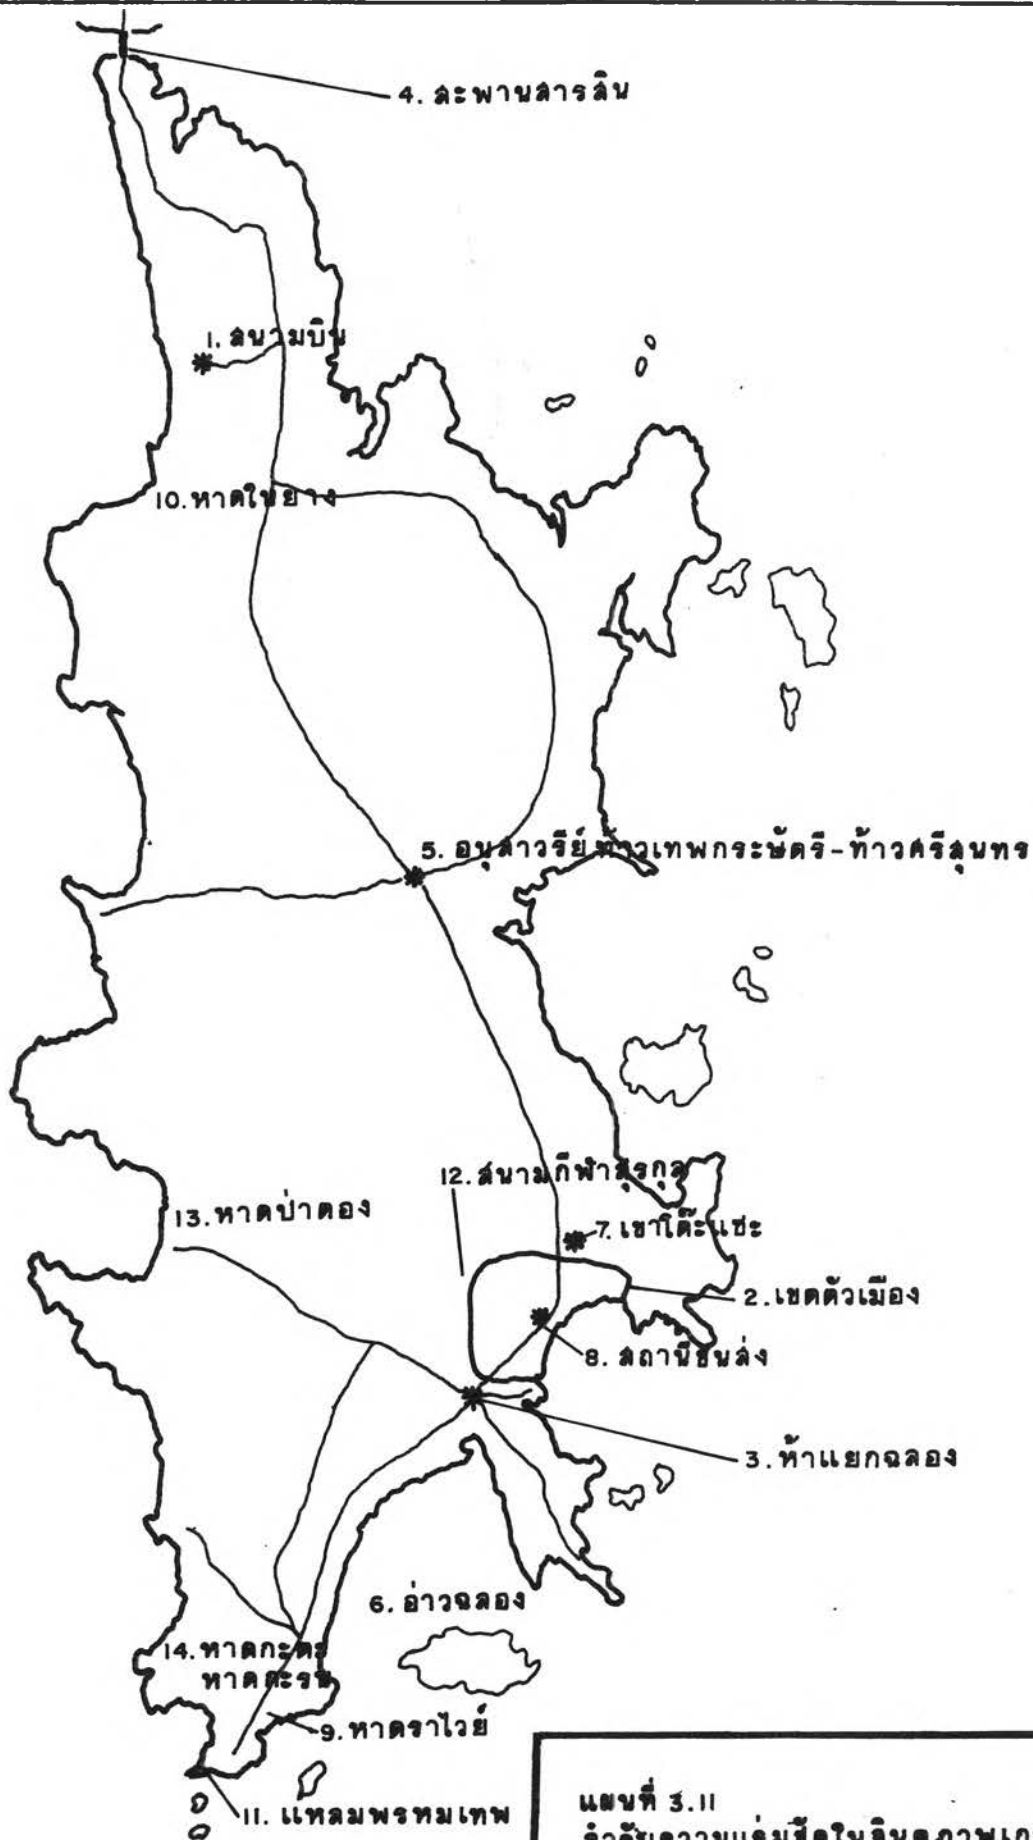 4. สะพานสารสิน
1. สนามบิน
10. หาดในยาง
5. อนุสาวรีย์ท้าวเทพกระษัตรี-ท้าวศรีสุนทร
12. สนามกีฬาสุรกุล
13. หาดป่าตอง
7. เขาโต๊ะแซะ
2. เขตตัวเมือง
8. สถานีขนส่ง
3. ห้าแยกฉลอง
6. อ่าวฉลอง
14. หาดกะตะ
หาดกะรน
9. หาดราไวย์
11. แหลมพรหมเทพ
แผนที่ 3.11